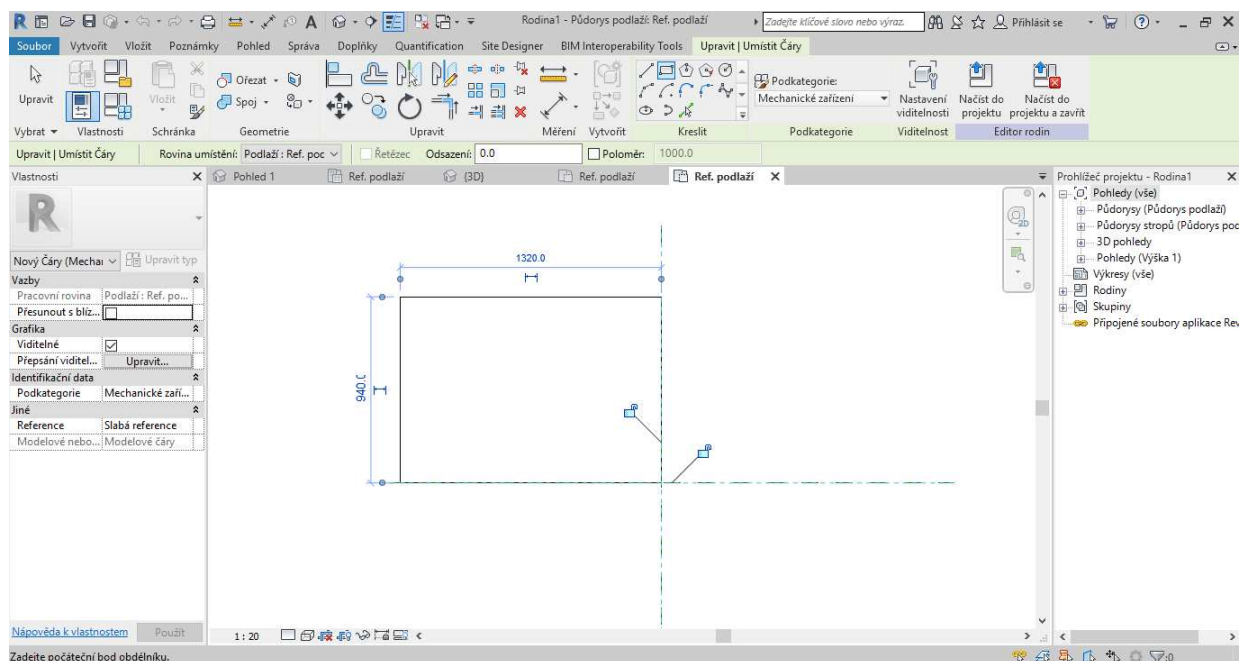 Rodina1 - Půdorys podlaží: Ref. podlaží
Zadejte klíčové slovo nebo výraz.
Přihlásit se
Soubor Vytvořit Vložit Poznámky Pohled Správa Doplňky Quantification Site Designer BIM Interoperability Tools Upravit | Umístit Čáry
Upravit
Vložit
Ořezat
Spoj
Podkategorie:
Mechanické zařízení
Nastavení viditelnosti
Načíst do projektu
Načíst do projektu a zavřít
Vybrat Vlastnosti Schránka Geometrie Upravit Měření Vytvořit Kreslit Podkategorie Viditelnost Editor rodin
Upravit | Umístit Čáry Rovina umístění: Podlaží : Ref. poc Řetězec Odsazení: 0.0 Poloměr: 1000.0
Vlastnosti
Pohled 1 Ref. podlaží {3D} Ref. podlaží Ref. podlaží
Prohlížeč projektu - Rodina1
R
Nový Čáry (Mechai Upravit typ
Vazby
Pracovní rovina Podlaží : Ref. po...
Přesunout s blíz...
Grafika
Viditelné
Přepsání viditel... Upravit...
Identifikační data
Podkategorie Mechanické zaří...
Jiné
Reference Slabá reference
Modelové nebo... Modelové čáry
1320.0
940.0
Pohledy (vše)
Půdorysy (Půdorys podlaží)
Půdorysy stropů (Půdorys pod
3D pohledy
Pohledy (Výška 1)
Výkresy (vše)
Rodiny
Skupiny
Připojené soubory aplikace Rev
2D
Nápověda k vlastnostem Použít
1 : 20
Zadejte počáteční bod obdélníku.
:0